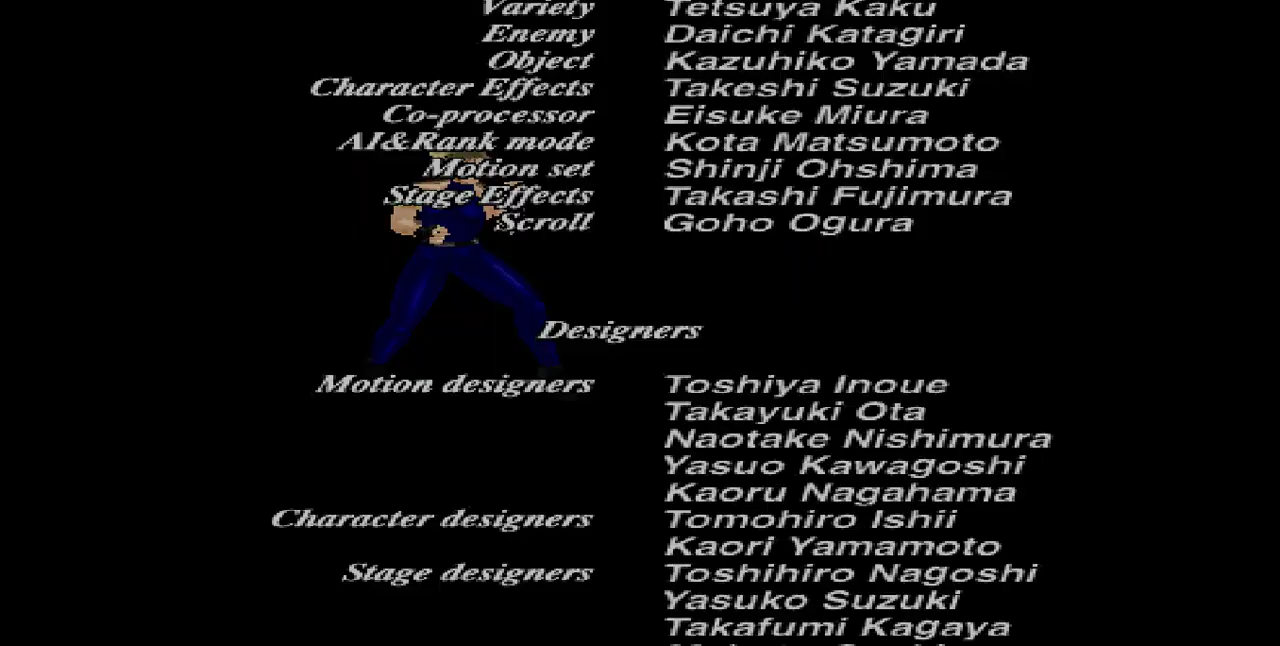 Variety Tetsuya Kaku
Enemy Daichi Katagiri
Object Kazuhiko Yamada
Character Effects Takeshi Suzuki
Co-processor Eisuke Miura
AI&Rank mode Kota Matsumoto
Motion set Shinji Ohshima
Stage Effects Takashi Fujimura
Scroll Goho Ogura
Designers
Motion designers Toshiya Inoue
Takayuki Ota
Naotake Nishimura
Yasuo Kawagoshi
Kaoru Nagahama
Character designers Tomohiro Ishii
Kaori Yamamoto
Stage designers Toshihiro Nagoshi
Yasuko Suzuki
Takafumi Kagaya